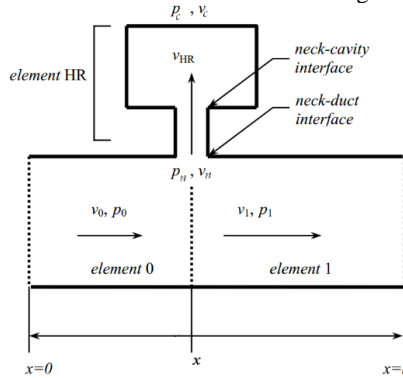 p_c , v_c
neck-cavity
interface
v_HR
element HR
neck-duct
interface
p_n , v_n
v_0, p_0
v_1, p_1
element 0
element 1
x
x=0